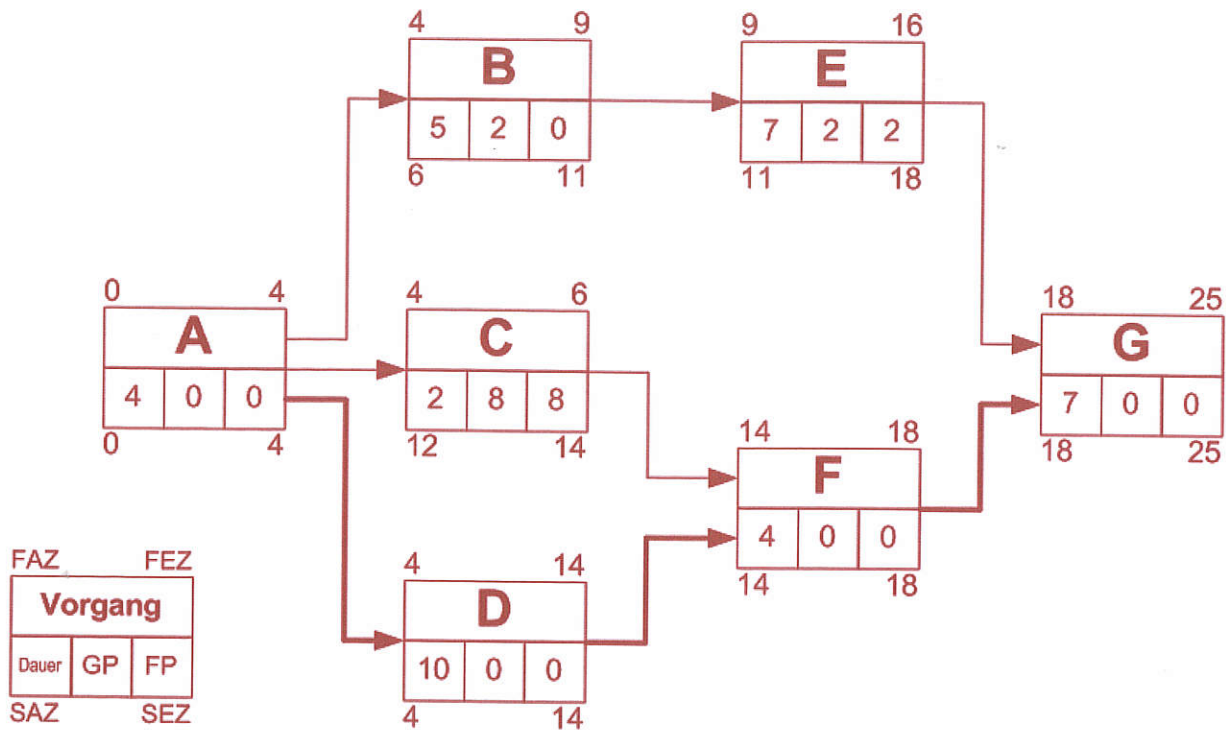 4 9
B
5 2 0
6 11
9 16
E
7 2 2
11 18
0 4
A
4 0 0
0 4
4 6
C
2 8 8
12 14
18 25
G
7 0 0
18 25
14 18
F
4 0 0
14 18
4 14
D
10 0 0
4 14
FAZ FEZ
Vorgang
Dauer GP FP
SAZ SEZ